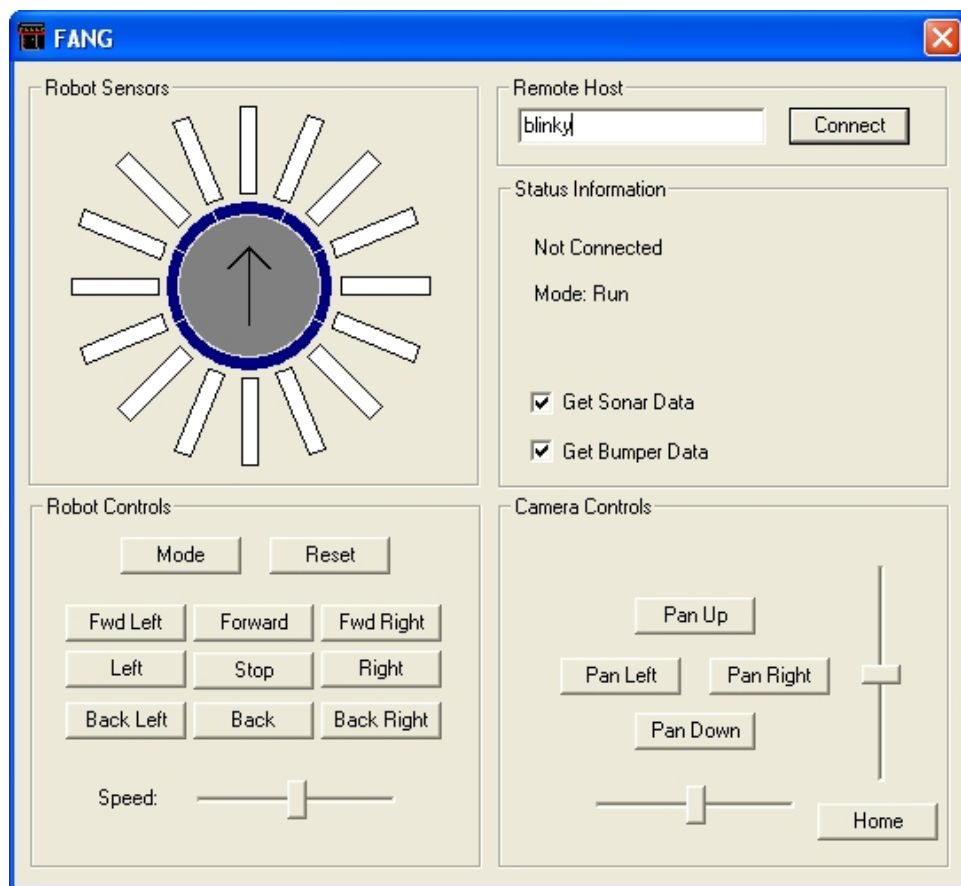 FANG
Robot Sensors
Remote Host
blinky
Connect
Status Information
Not Connected
Mode: Run
Get Sonar Data
Get Bumper Data
Robot Controls
Mode Reset
Fwd Left Forward Fwd Right
Left Stop Right
Back Left Back Back Right
Speed:
Camera Controls
Pan Up
Pan Left Pan Right
Pan Down
Home